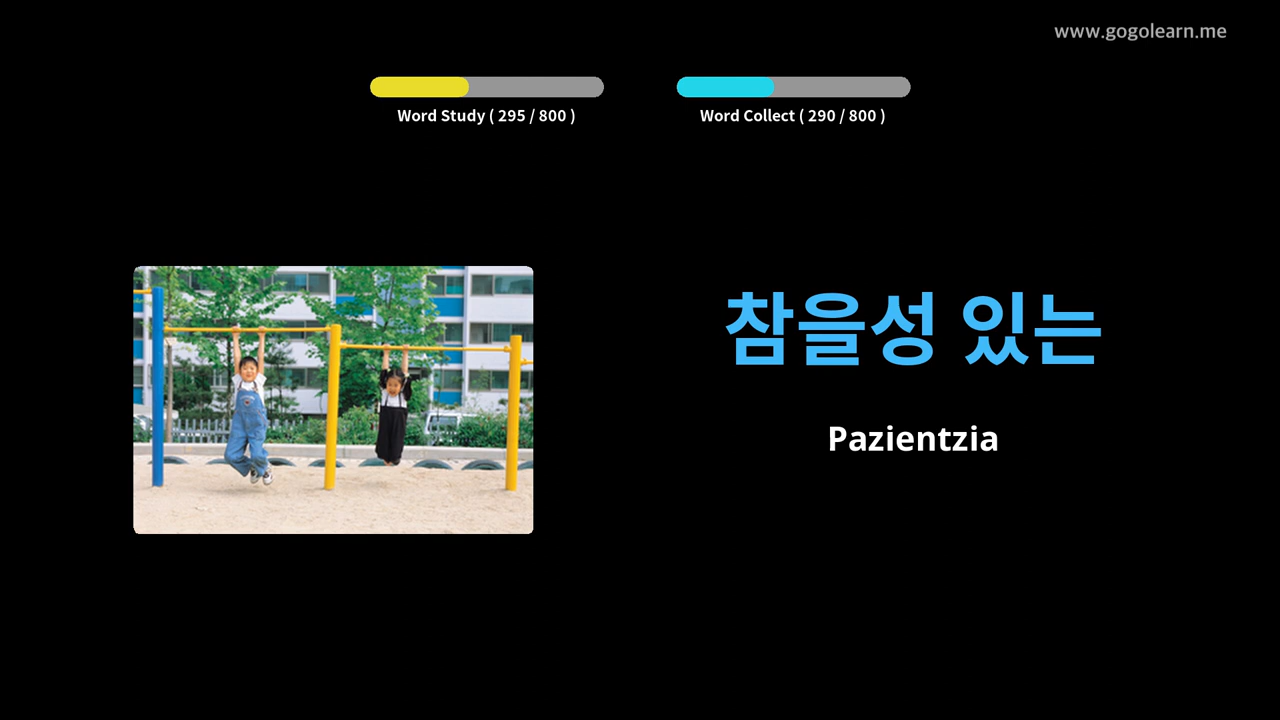 www.gogolearn.me
Word Study ( 295 / 800 )
Word Collect ( 290 / 800 )
참을성 있는
Pazientzia